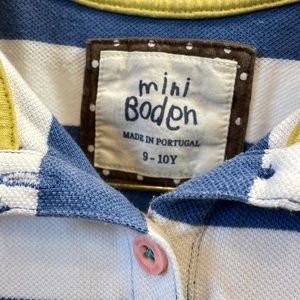 mini
Boden
MADE IN PORTUGAL
9 - 10Y